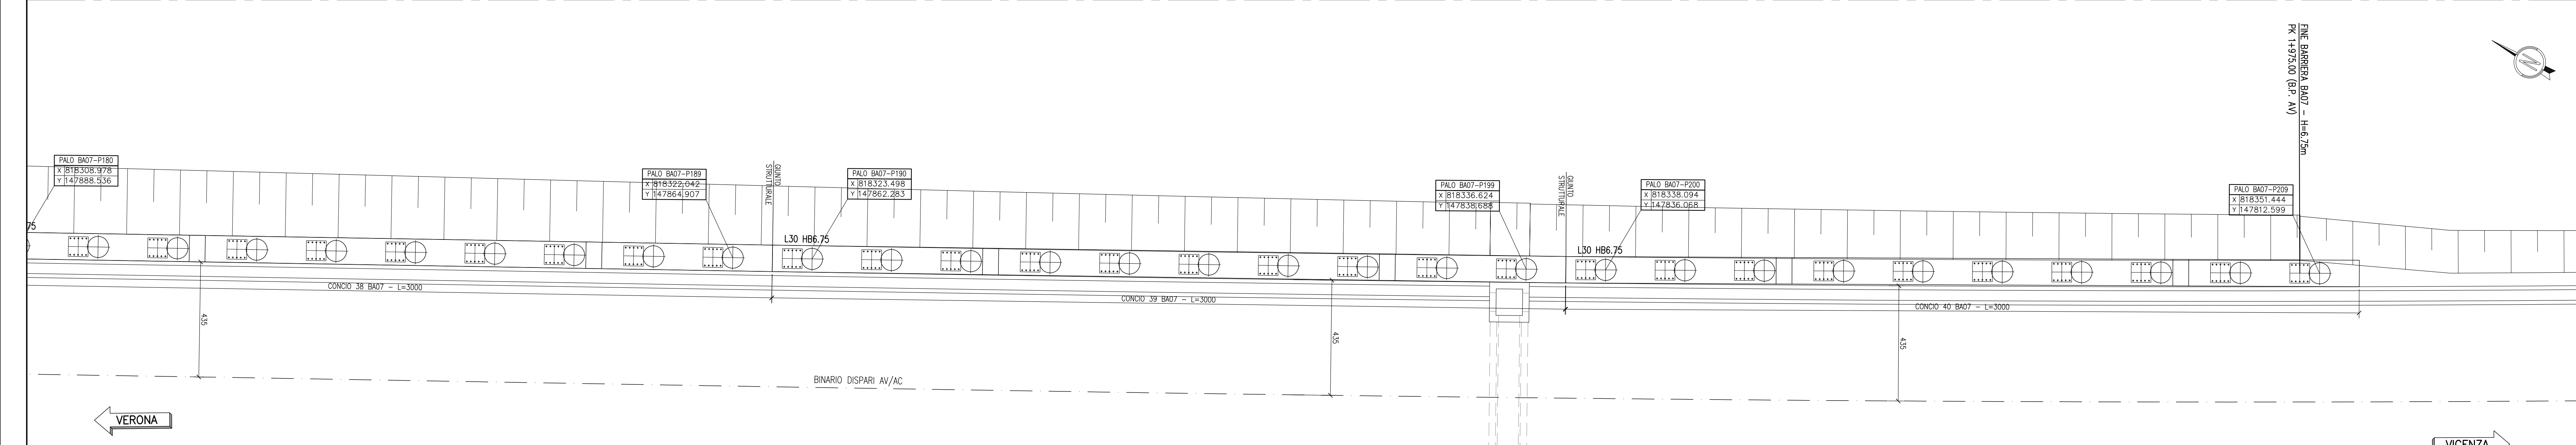 FINE BARRIERA BA07 - H=6.75m
PK 1+975.00 (B.P. AV)
N
PALO BA07-P180
X 818308.978
Y 147888.536
PALO BA07-P189
X 818322.042
Y 147864.907
GIUNTO
STRUTTURALE
PALO BA07-P190
X 818323.498
Y 147862.283
PALO BA07-P199
X 818336.624
Y 147838.688
GIUNTO
STRUTTURALE
PALO BA07-P200
X 818338.094
Y 147836.068
PALO BA07-P209
X 818351.444
Y 147812.599
75
L30 HB6.75
L30 HB6.75
CONCIO 38 BA07 - L=3000
CONCIO 39 BA07 - L=3000
CONCIO 40 BA07 - L=3000
435
435
435
BINARIO DISPARI AV/AC
VERONA
VICENZA